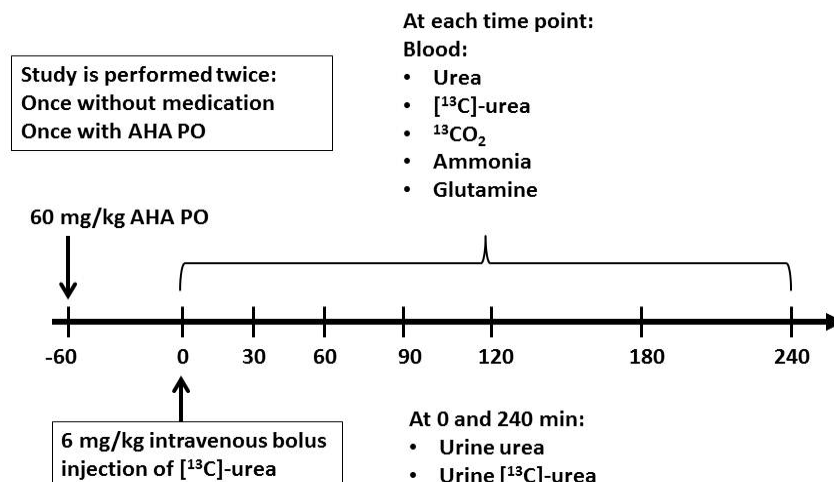 At each time point:
Blood:
• Urea
• [¹³C]-urea
• ¹³CO₂
• Ammonia
• Glutamine
Study is performed twice:
Once without medication
Once with AHA PO
60 mg/kg AHA PO
-60 0 30 60 90 120 180 240
6 mg/kg intravenous bolus
injection of [¹³C]-urea
At 0 and 240 min:
• Urine urea
• Urine [¹³C]-urea